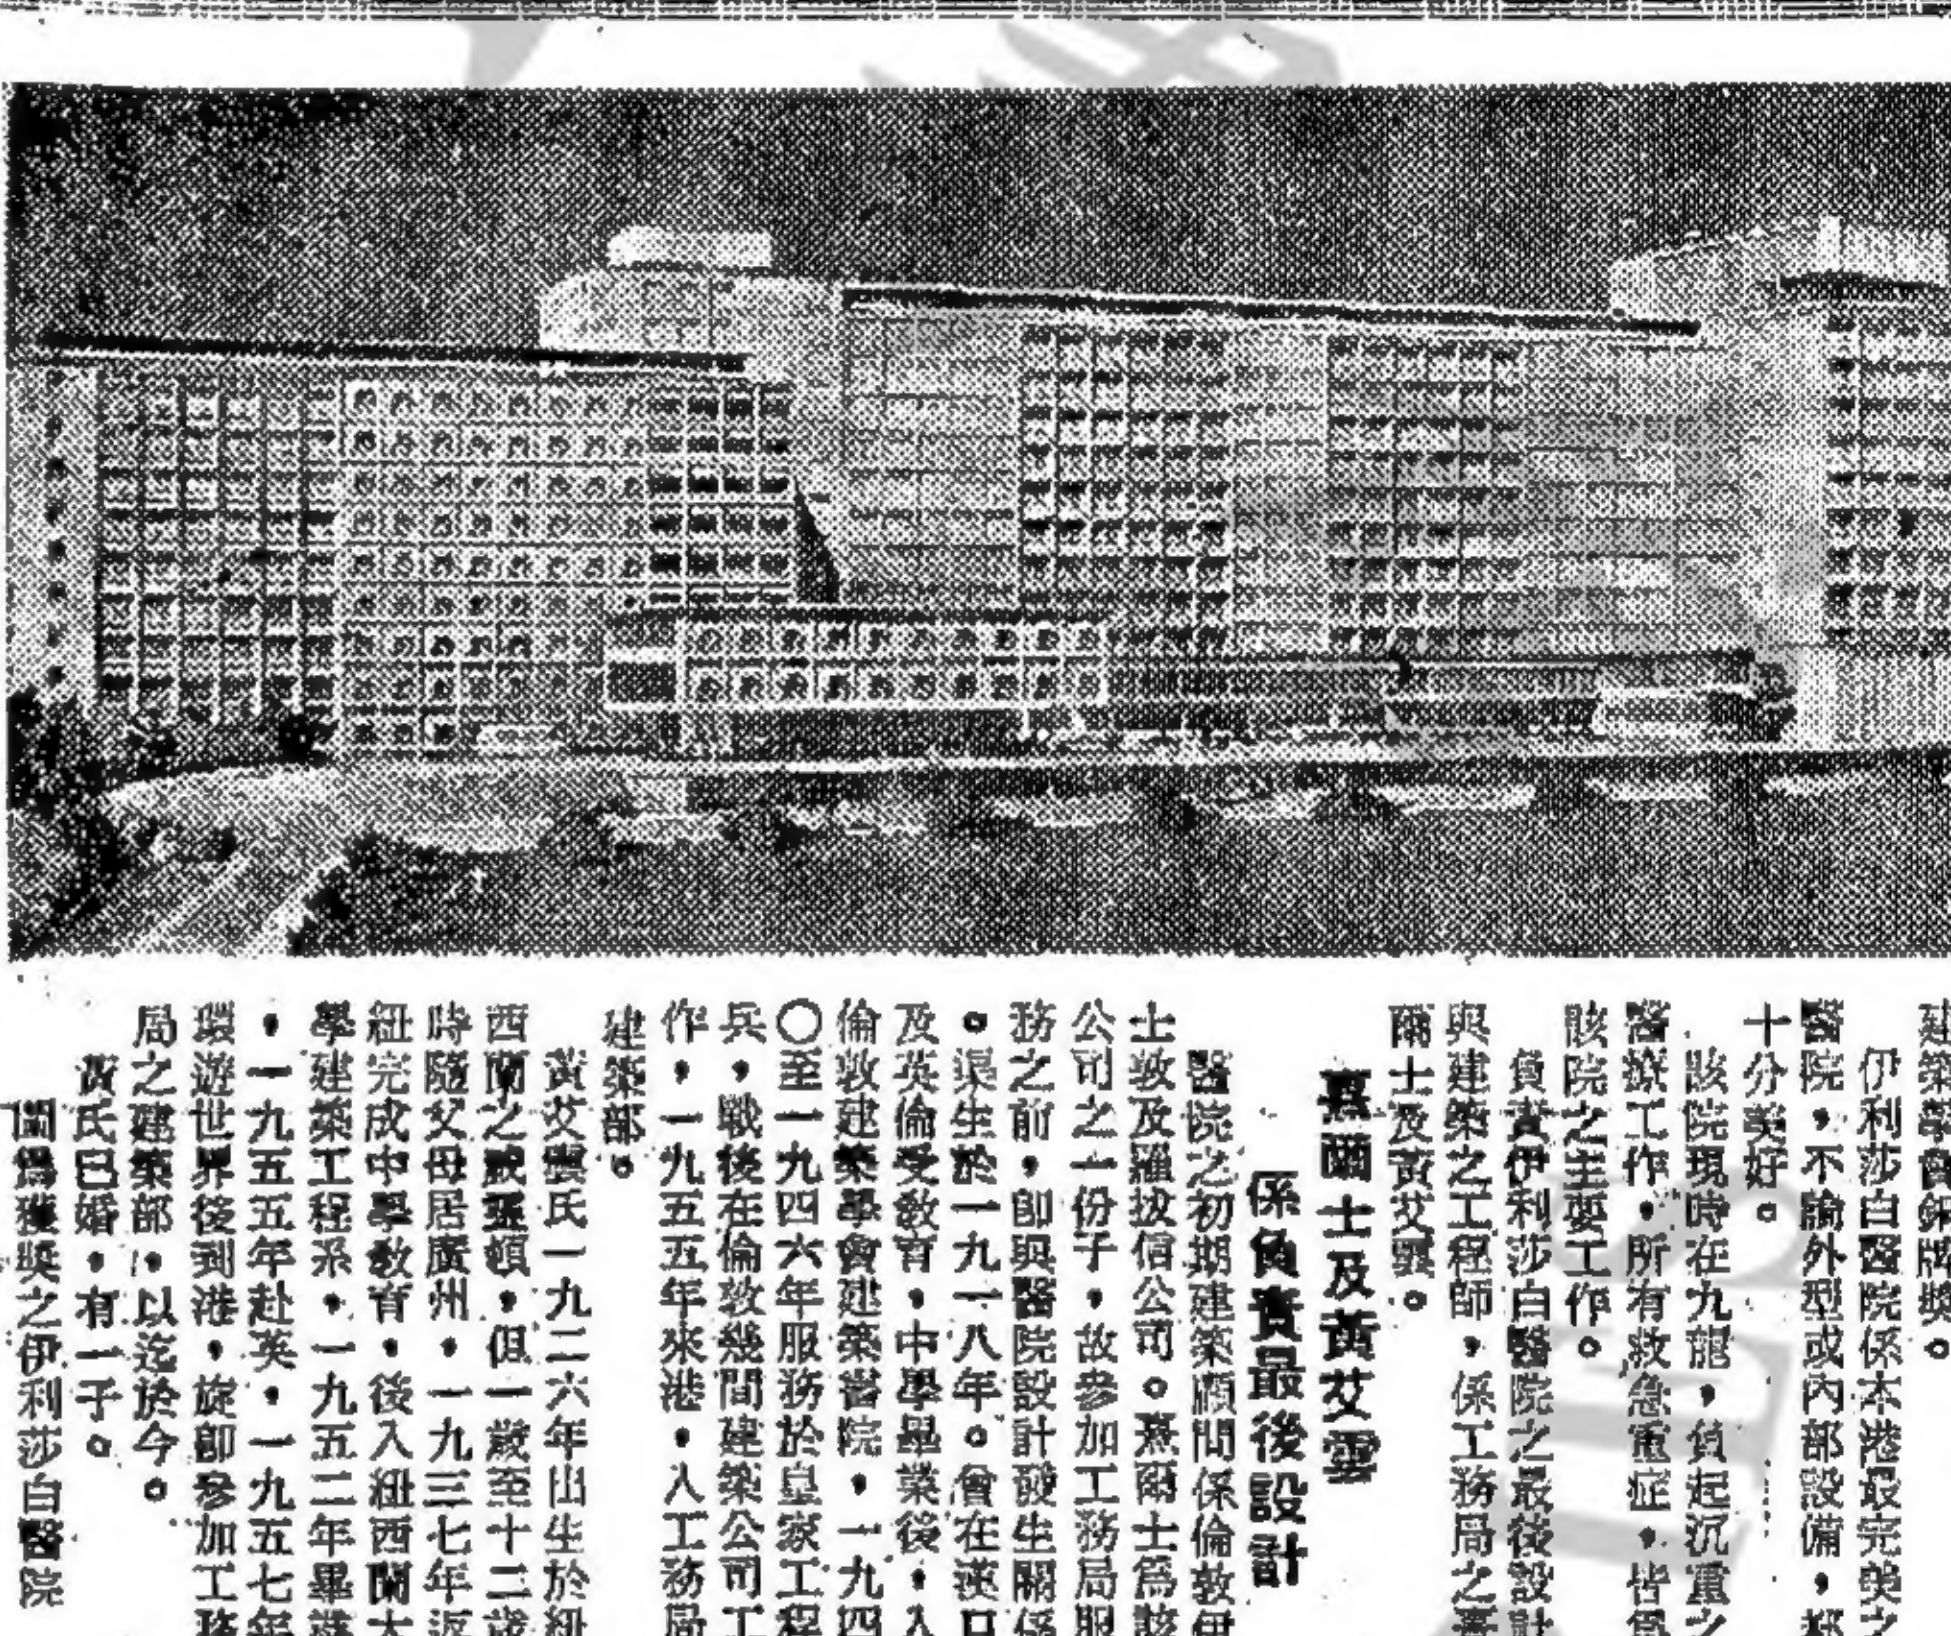 建築學會銀牌獎。
伊利莎白醫院係本港最完美之
醫院，不論外型或內部設備，都
十分美好。
該院現時在九龍，負起沉重之
醫療工作，所有救急重症，皆為
該院之主要工作。
負責伊利莎白醫院之最後設計
與建築之工程師，係工務局之熹
爾士及黃艾雲。
熹爾士及黃艾雲
係負責最後設計
醫院之初期建築顧問係倫敦伊
士敦及羅拔信公司。熹爾士為該
公司之一份子，故參加工務局服
務之前，卽與醫院設計發生關係
。渠生於一九一八年。曾在漢口
及英倫受教育，中學畢業後，入
倫敦建築學會建築書院，一九四
〇至一九四六年服務於皇家工程
兵，戰後在倫敦幾間建築公司工
作，一九五五年來港，入工務局
建築部。
黃艾雲氏一九二六年出生於紐
西蘭之威靈頓，但一歲至十二歲
時隨父母居廣州，一九三七年返
紐完成中學教育，後入紐西蘭大
學建築工程系，一九五二年畢業
，一九五五年赴英，一九五七年
環遊世界後到港，旋卽參加工務
局之建築部，以迄於今。
黃氏已婚，有一子。
圖為獲獎之伊利莎白醫院